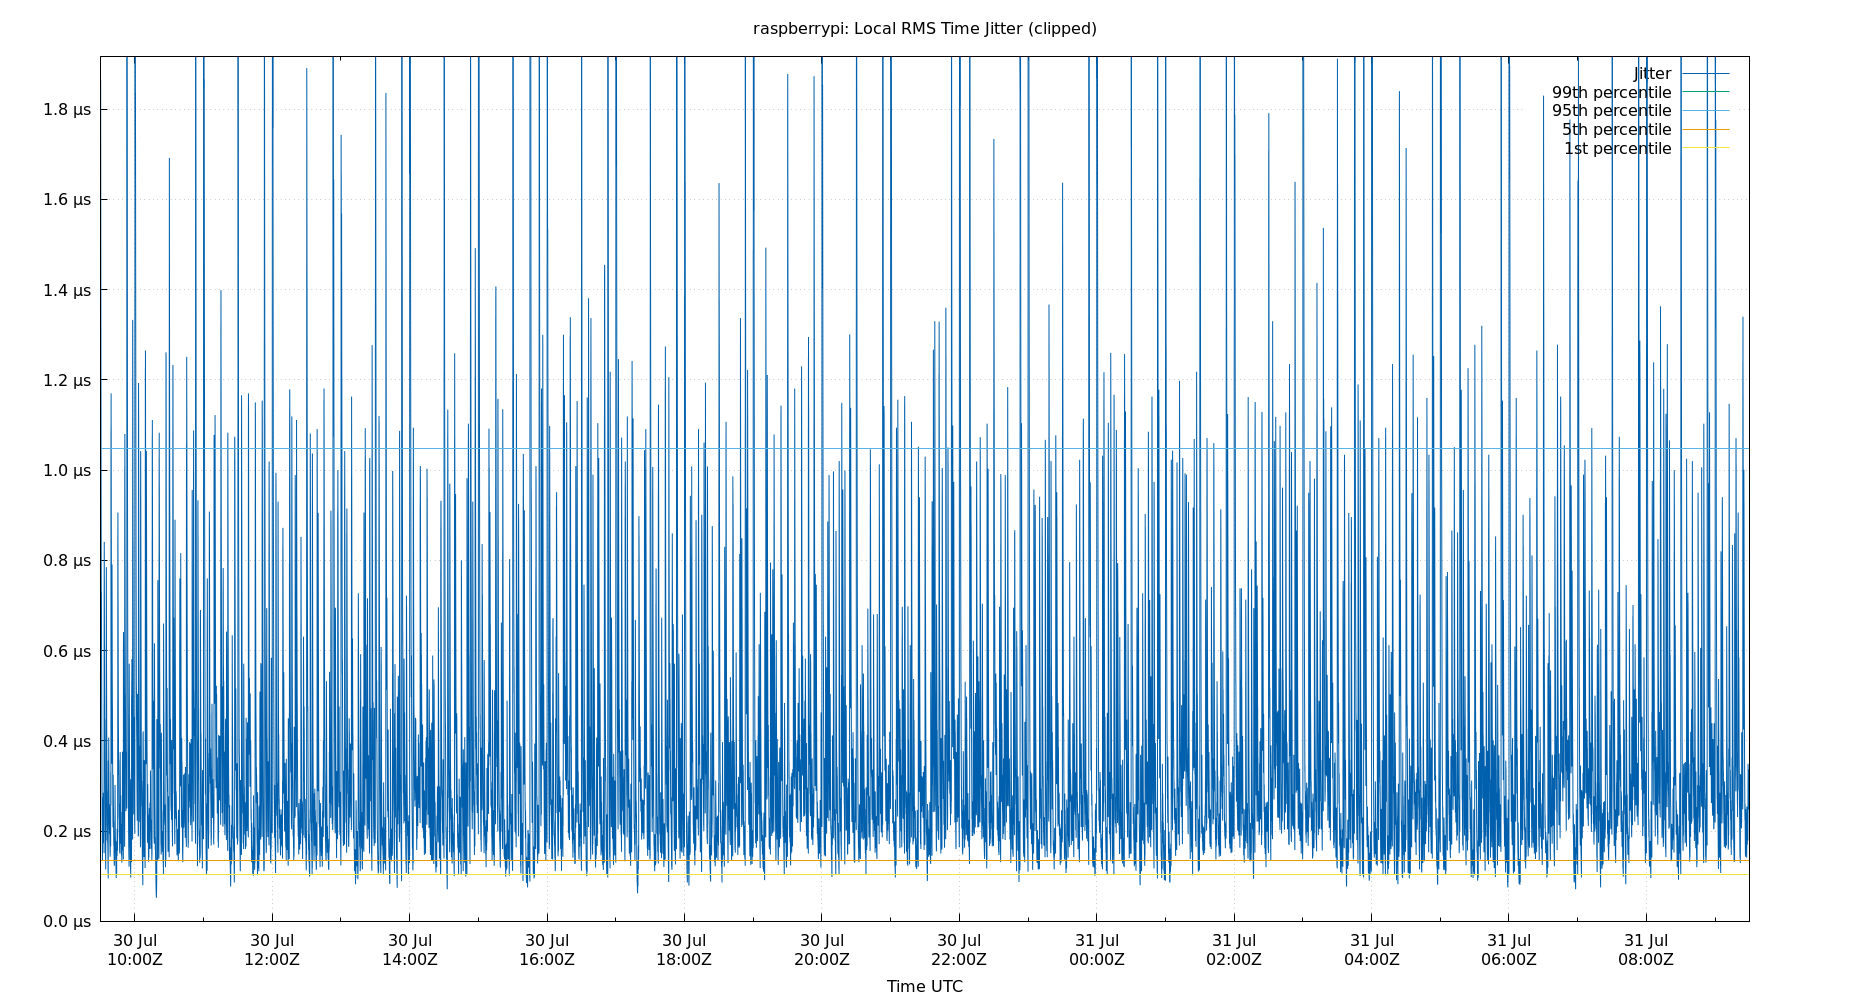 raspberrypi: Local RMS Time Jitter (clipped)
Jitter
99th percentile
95th percentile
5th percentile
1st percentile
1.8 µs
1.6 µs
1.4 µs
1.2 µs
1.0 µs
0.8 µs
0.6 µs
0.4 µs
0.2 µs
0.0 µs
30 Jul 30 Jul 30 Jul 30 Jul 30 Jul 30 Jul 30 Jul 31 Jul 31 Jul 31 Jul 31 Jul 31 Jul
10:00Z 12:00Z 14:00Z 16:00Z 18:00Z 20:00Z 22:00Z 00:00Z 02:00Z 04:00Z 06:00Z 08:00Z
Time UTC